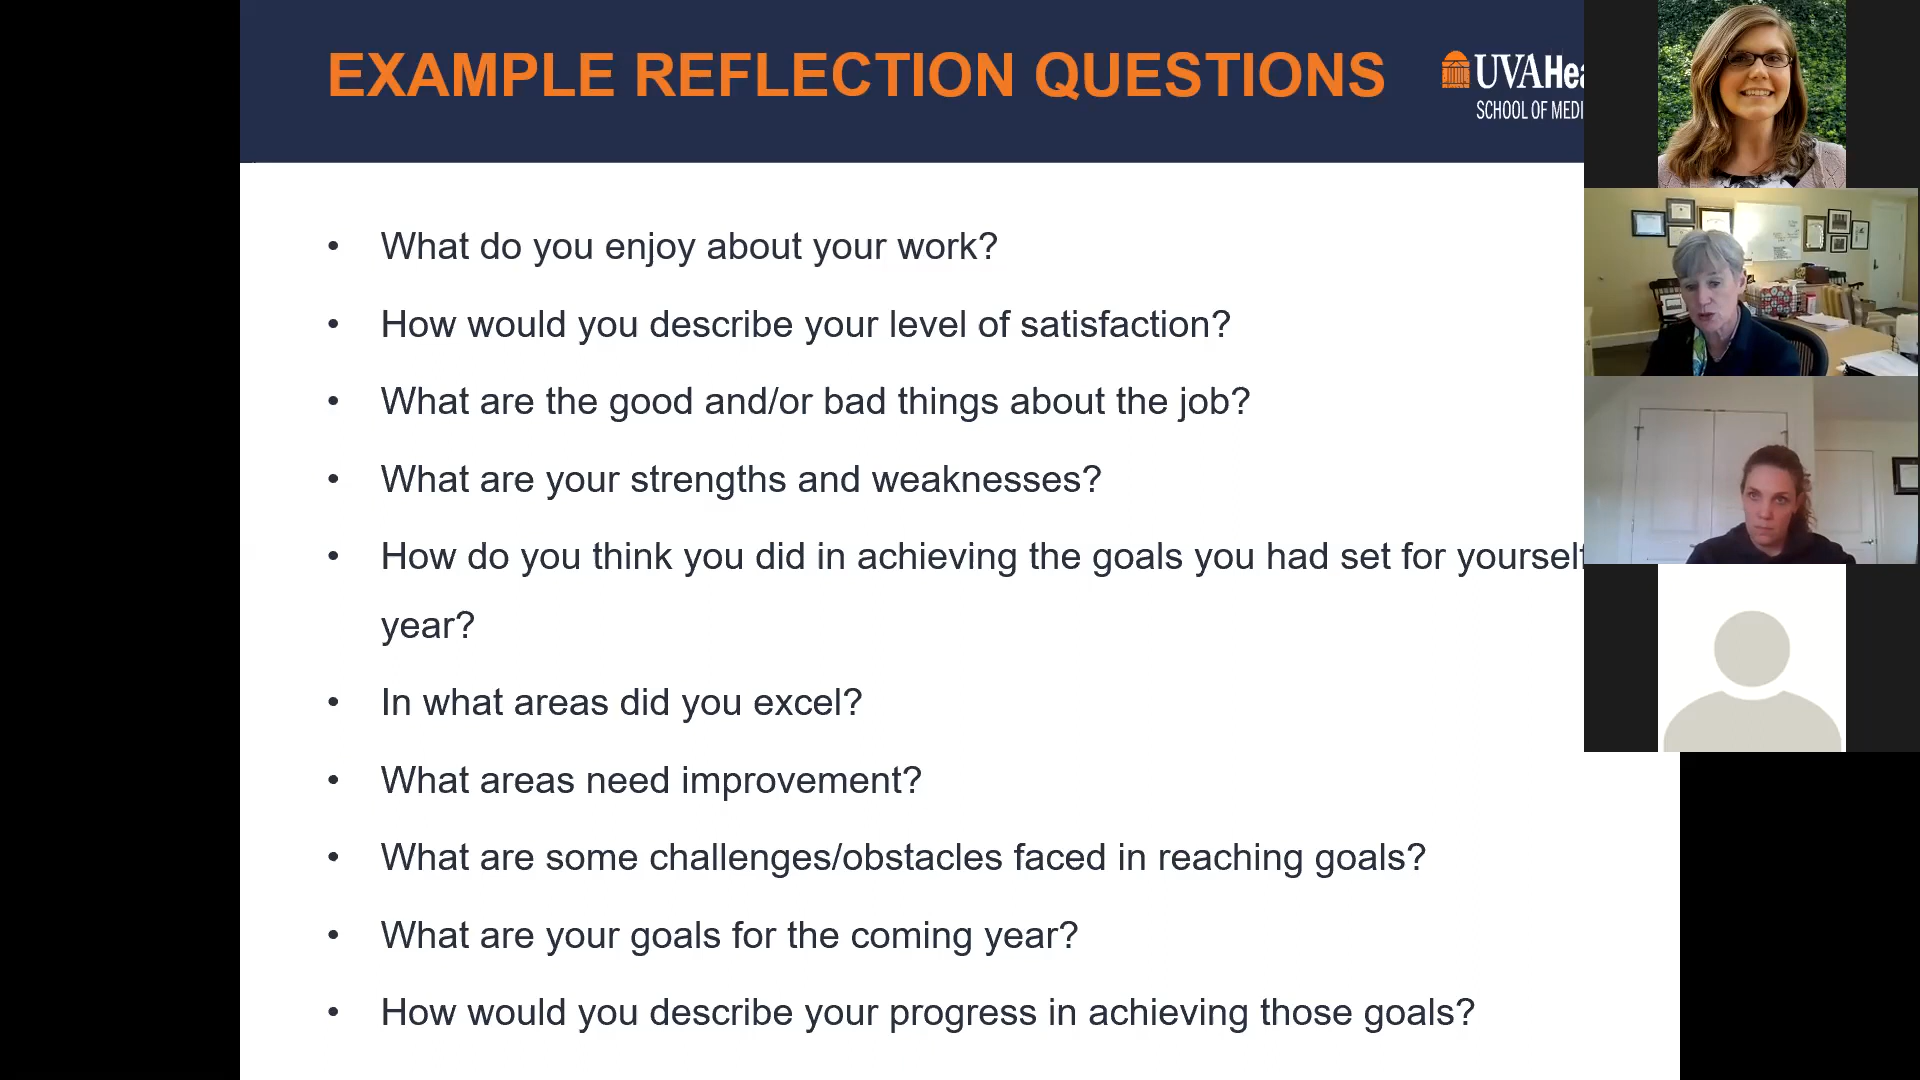 EXAMPLE REFLECTION QUESTIONS
UVAHea
SCHOOL OF MEDI
• What do you enjoy about your work?
• How would you describe your level of satisfaction?
• What are the good and/or bad things about the job?
• What are your strengths and weaknesses?
• How do you think you did in achieving the goals you had set for yourself
year?
• In what areas did you excel?
• What areas need improvement?
• What are some challenges/obstacles faced in reaching goals?
• What are your goals for the coming year?
• How would you describe your progress in achieving those goals?